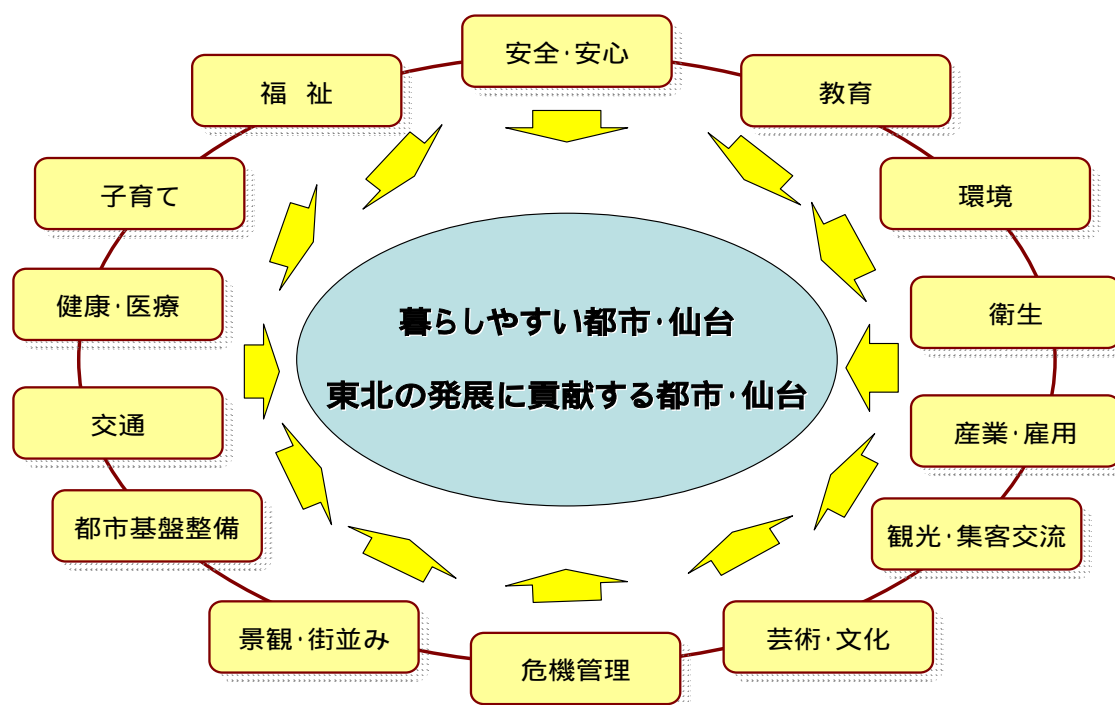 安全・安心
福 祉
教育
子育て
環境
健康・医療
衛生
暮らしやすい都市・仙台
東北の発展に貢献する都市・仙台
交通
産業・雇用
都市基盤整備
観光・集客交流
景観・街並み
芸術・文化
危機管理